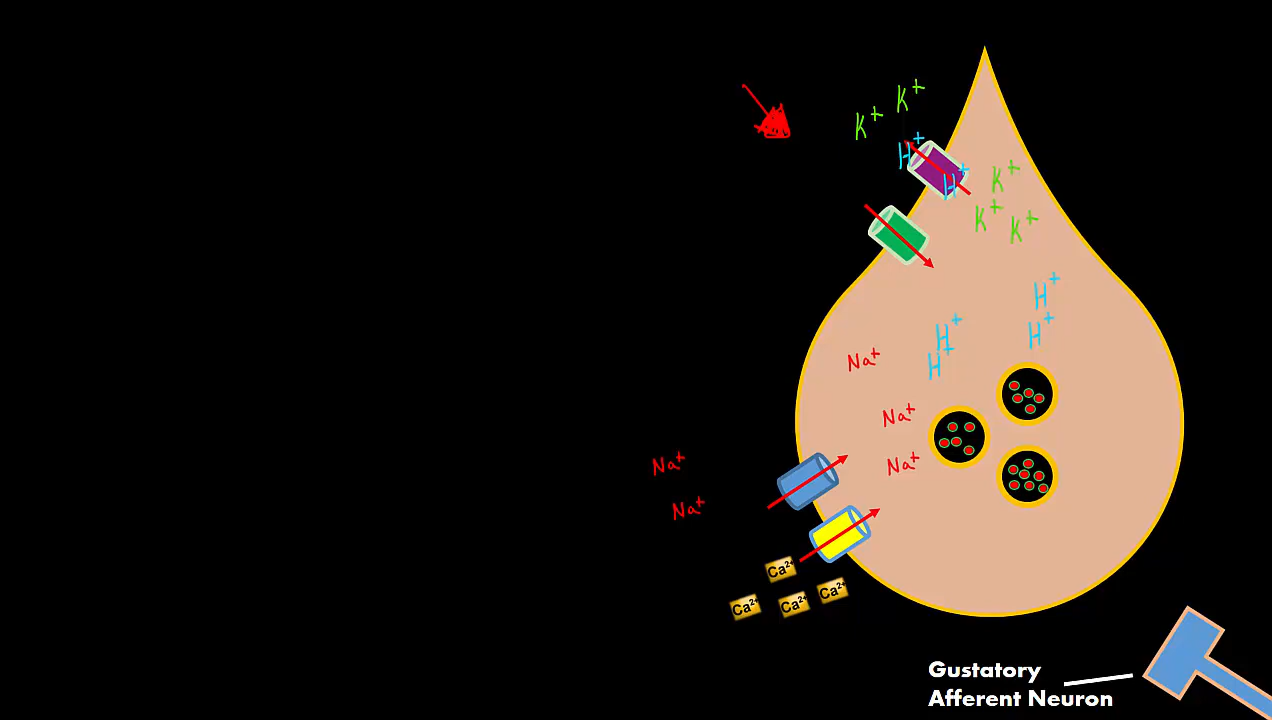 K⁺
K⁺
H⁺
H⁺
K⁺
K⁺
K⁺
H⁺
H⁺
H⁺
H⁺
Na⁺
Na⁺
Na⁺
Na⁺
Na⁺
Ca²⁺
Ca²⁺
Ca²⁺
Ca²⁺
Gustatory
Afferent Neuron